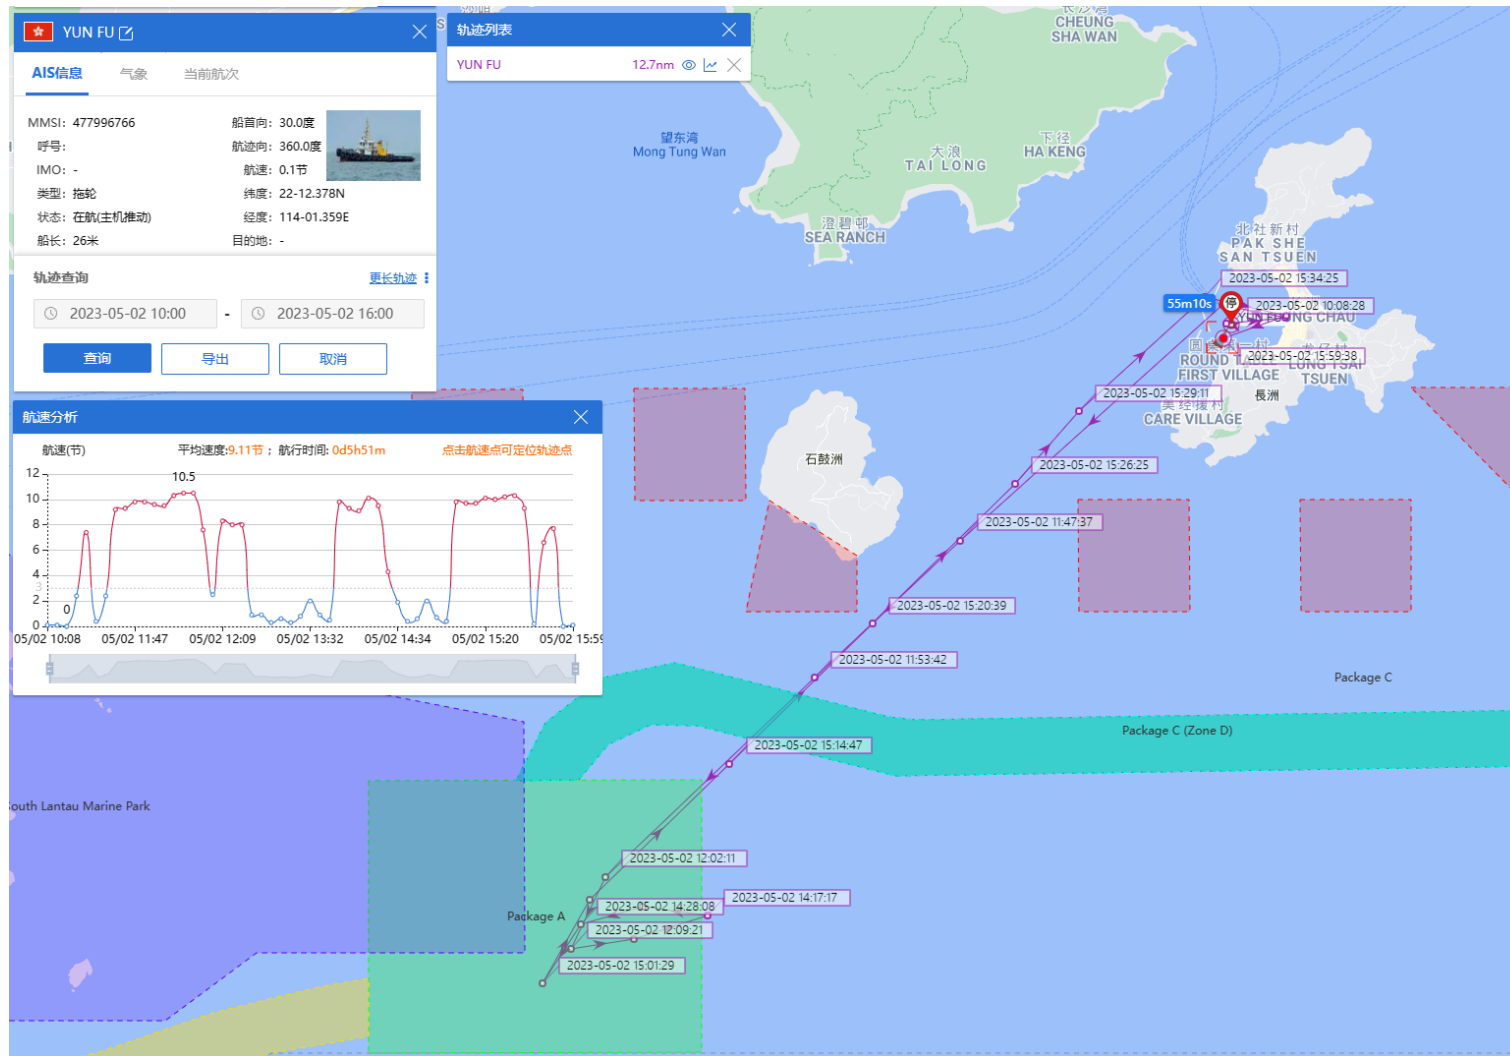 YUN FU
AIS信息
气象
当前航次
MMSI: 477996766
船首向: 30.0度
呼号:
航迹向: 360.0度
IMO: -
航速: 0.1节
类型: 拖轮
纬度: 22-12.378N
状态: 在航(主机推动)
经度: 114-01.359E
船长: 26米
目的地: -
轨迹查询
更长轨迹
2023-05-02 10:00
-
2023-05-02 16:00
查询
导出
取消
轨迹列表
YUN FU
12.7nm
航速分析
航速(节)
平均速度:9.11节 ; 航行时间: 0d5h51m
点击航速点可定位轨迹点
12
10
8
6
4
3
2
0
10.5
0
05/02 10:08
05/02 11:47
05/02 12:09
05/02 13:32
05/02 14:34
05/02 15:20
05/02 15:59
CHEUNG
SHA WAN
望东湾
Mong Tung Wan
大浪
TAI LONG
下径
HA KENG
澄碧邨
SEA RANCH
北社新村
PAK SHE
SAN TSUEN
2023-05-02 15:34:25
55m10s
停
2023-05-02 10:08:28
YUN FU
NG CHAU
2023-05-02 15:59:38
ROUND TABLE
FIRST VILLAGE
LUNG TSAI
TSUEN
2023-05-02 15:29:11
長洲
CARE VILLAGE
石鼓洲
2023-05-02 15:26:25
2023-05-02 11:47:37
2023-05-02 15:20:39
2023-05-02 11:53:42
Package C
Package C (Zone D)
2023-05-02 15:14:47
South Lantau Marine Park
2023-05-02 12:02:11
2023-05-02 14:17:17
2023-05-02 14:28:08
Package A
2023-05-02 12:09:21
2023-05-02 15:01:29